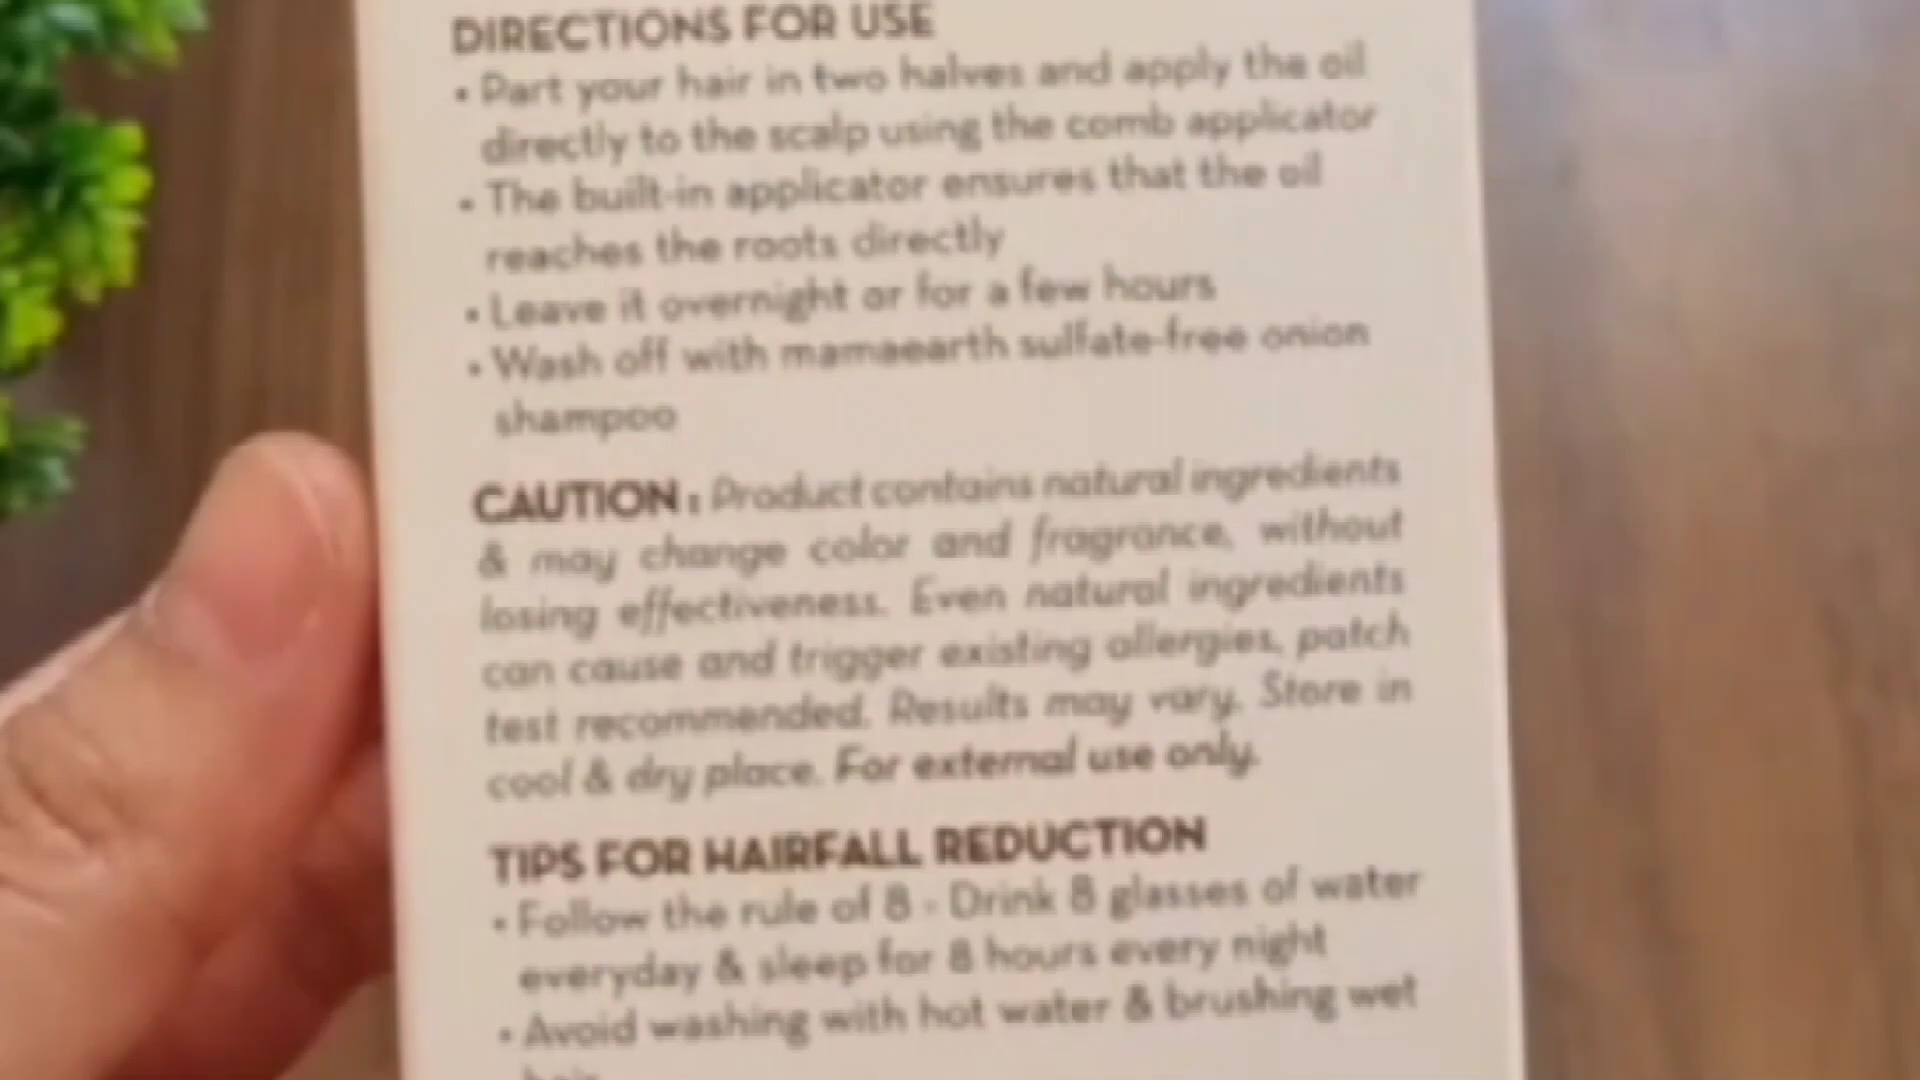 DIRECTIONS FOR USE
• Part your hair in two halves and apply the oil
directly to the scalp using the comb applicator
• The built-in applicator ensures that the oil
reaches the roots directly
• Leave it overnight or for a few hours
• Wash off with mamaearth sulfate-free onion
shampoo
CAUTION: Product contains natural ingredients
& may change color and fragrance, without
losing effectiveness. Even natural ingredients
can cause and trigger existing allergies, patch
test recommended. Results may vary. Store in
cool & dry place. For external use only.
TIPS FOR HAIRFALL REDUCTION
• Follow the rule of 8 - Drink 8 glasses of water
everyday & sleep for 8 hours every night
• Avoid washing with hot water & brushing wet